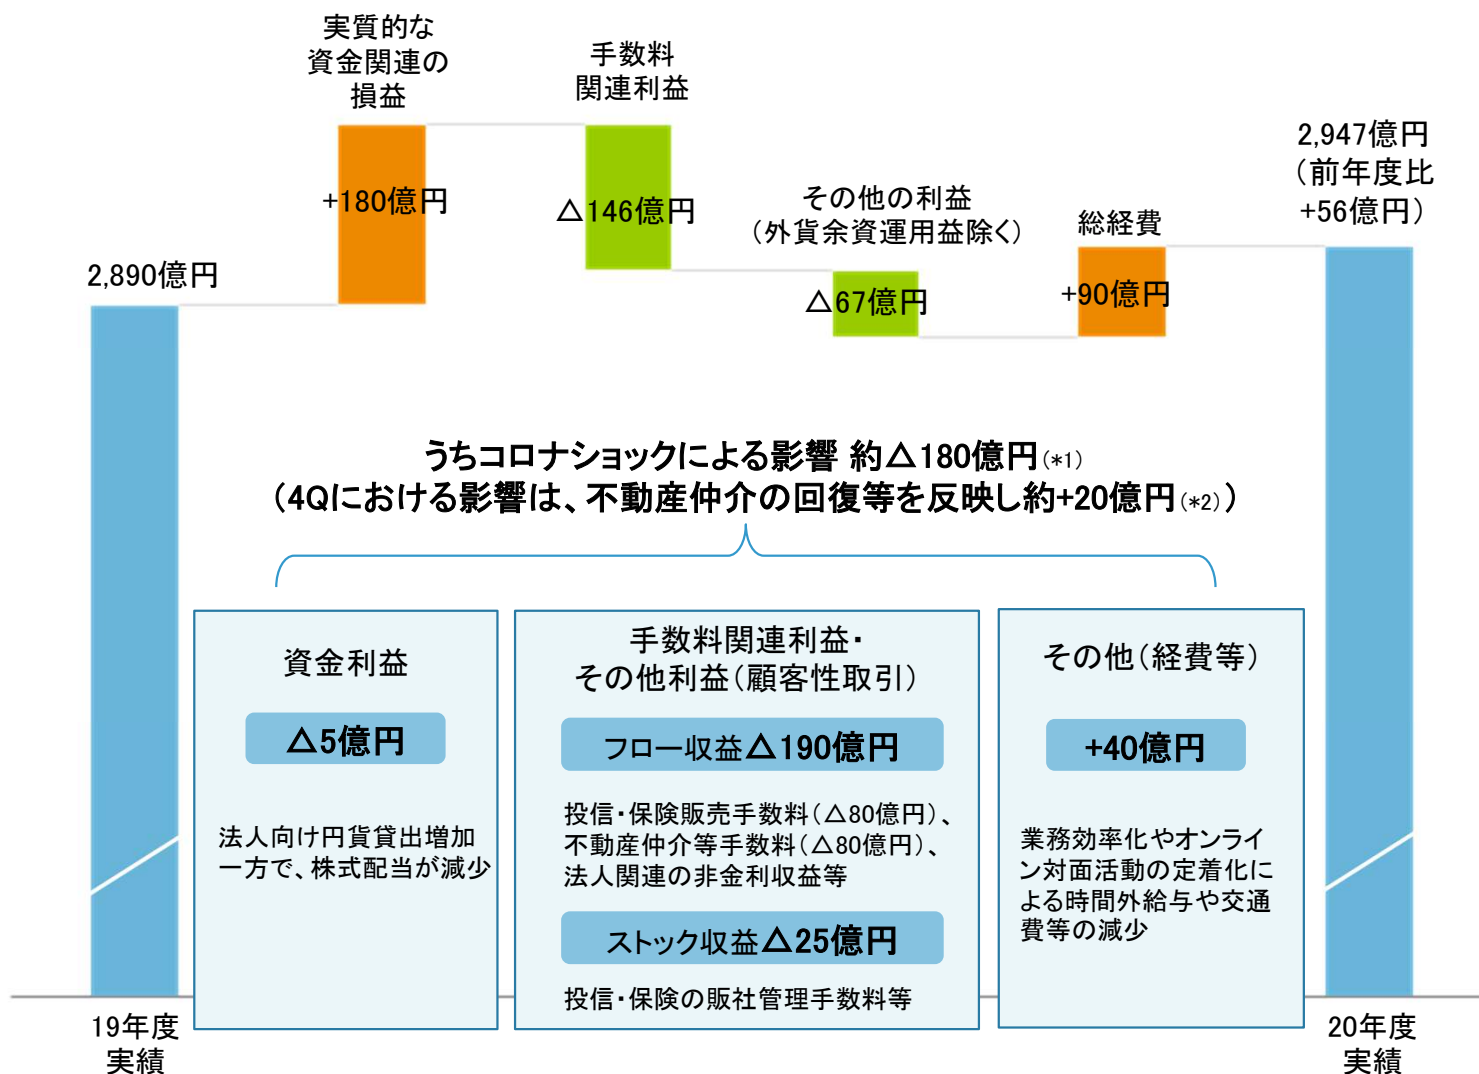 実質的な
資金関連の
損益
手数料
関連利益
2,947億円
（前年度比
+56億円）
+180億円
△146億円
その他の利益
（外貨余資運用益除く）
総経費
2,890億円
△67億円
+90億円
うちコロナショックによる影響 約△180億円(*1)
（4Qにおける影響は、不動産仲介の回復等を反映し約+20億円(*2)）
資金利益
△5億円
法人向け円貨貸出増加
一方で、株式配当が減少
手数料関連利益・
その他利益（顧客性取引）
フロー収益△190億円
投信・保険販売手数料（△80億円）、
不動産仲介等手数料（△80億円）、
法人関連の非金利収益等
ストック収益△25億円
投信・保険の販社管理手数料等
その他（経費等）
+40億円
業務効率化やオンライ
ン対面活動の定着化に
よる時間外給与や交通
費等の減少
19年度
実績
20年度
実績